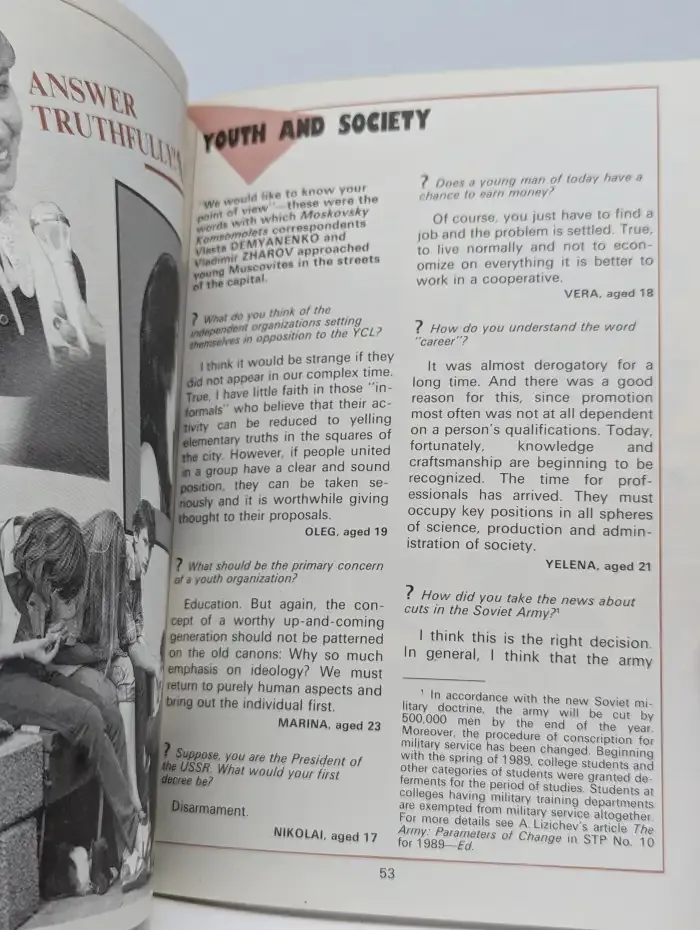 ANSWER
TRUTHFULLY
YOUTH AND SOCIETY
"We would like to know your
point of view"—these were the
words with which Moskovsky
Komsomolets correspondents
Vlasta DEMYANENKO and
Vladimir ZHAROV approached
young Muscovites in the streets
of the capital.
? What do you think of the
independent organizations setting
themselves in opposition to the YCL?
I think it would be strange if they
did not appear in our complex time.
True, I have little faith in those "in-
formals" who believe that their ac-
tivity can be reduced to yelling
elementary truths in the squares of
the city. However, if people united
in a group have a clear and sound
position, they can be taken se-
riously and it is worthwhile giving
thought to their proposals.
OLEG, aged 19
? What should be the primary concern
of a youth organization?
Education. But again, the con-
cept of a worthy up-and-coming
generation should not be patterned
on the old canons: Why so much
emphasis on ideology? We must
return to purely human aspects and
bring out the individual first.
MARINA, aged 23
? Suppose, you are the President of
the USSR. What would your first
decree be?
Disarmament.
NIKOLAI, aged 17
? Does a young man of today have a
chance to earn money?
Of course, you just have to find a
job and the problem is settled. True,
to live normally and not to econ-
omize on everything it is better to
work in a cooperative.
VERA, aged 18
? How do you understand the word
"career"?
It was almost derogatory for a
long time. And there was a good
reason for this, since promotion
most often was not at all dependent
on a person's qualifications. Today,
fortunately, knowledge and
craftsmanship are beginning to be
recognized. The time for prof-
essionals has arrived. They must
occupy key positions in all spheres
of science, production and admin-
istration of society.
YELENA, aged 21
? How did you take the news about
cuts in the Soviet Army?¹
I think this is the right decision.
In general, I think that the army
¹ In accordance with the new Soviet mi-
litary doctrine, the army will be cut by
500,000 men by the end of the year.
Moreover, the procedure of conscription for
military service has been changed. Beginning
with the spring of 1989, college students and
other categories of students were granted de-
ferments for the period of studies. Students at
colleges having military training departments
are exempted from military service altogether.
For more details see A. Lizichev's article The
Army: Parameters of Change in STP No. 10
for 1989—Ed.
53